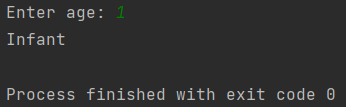 Enter age: 1
Infant
Process finished with exit code 0